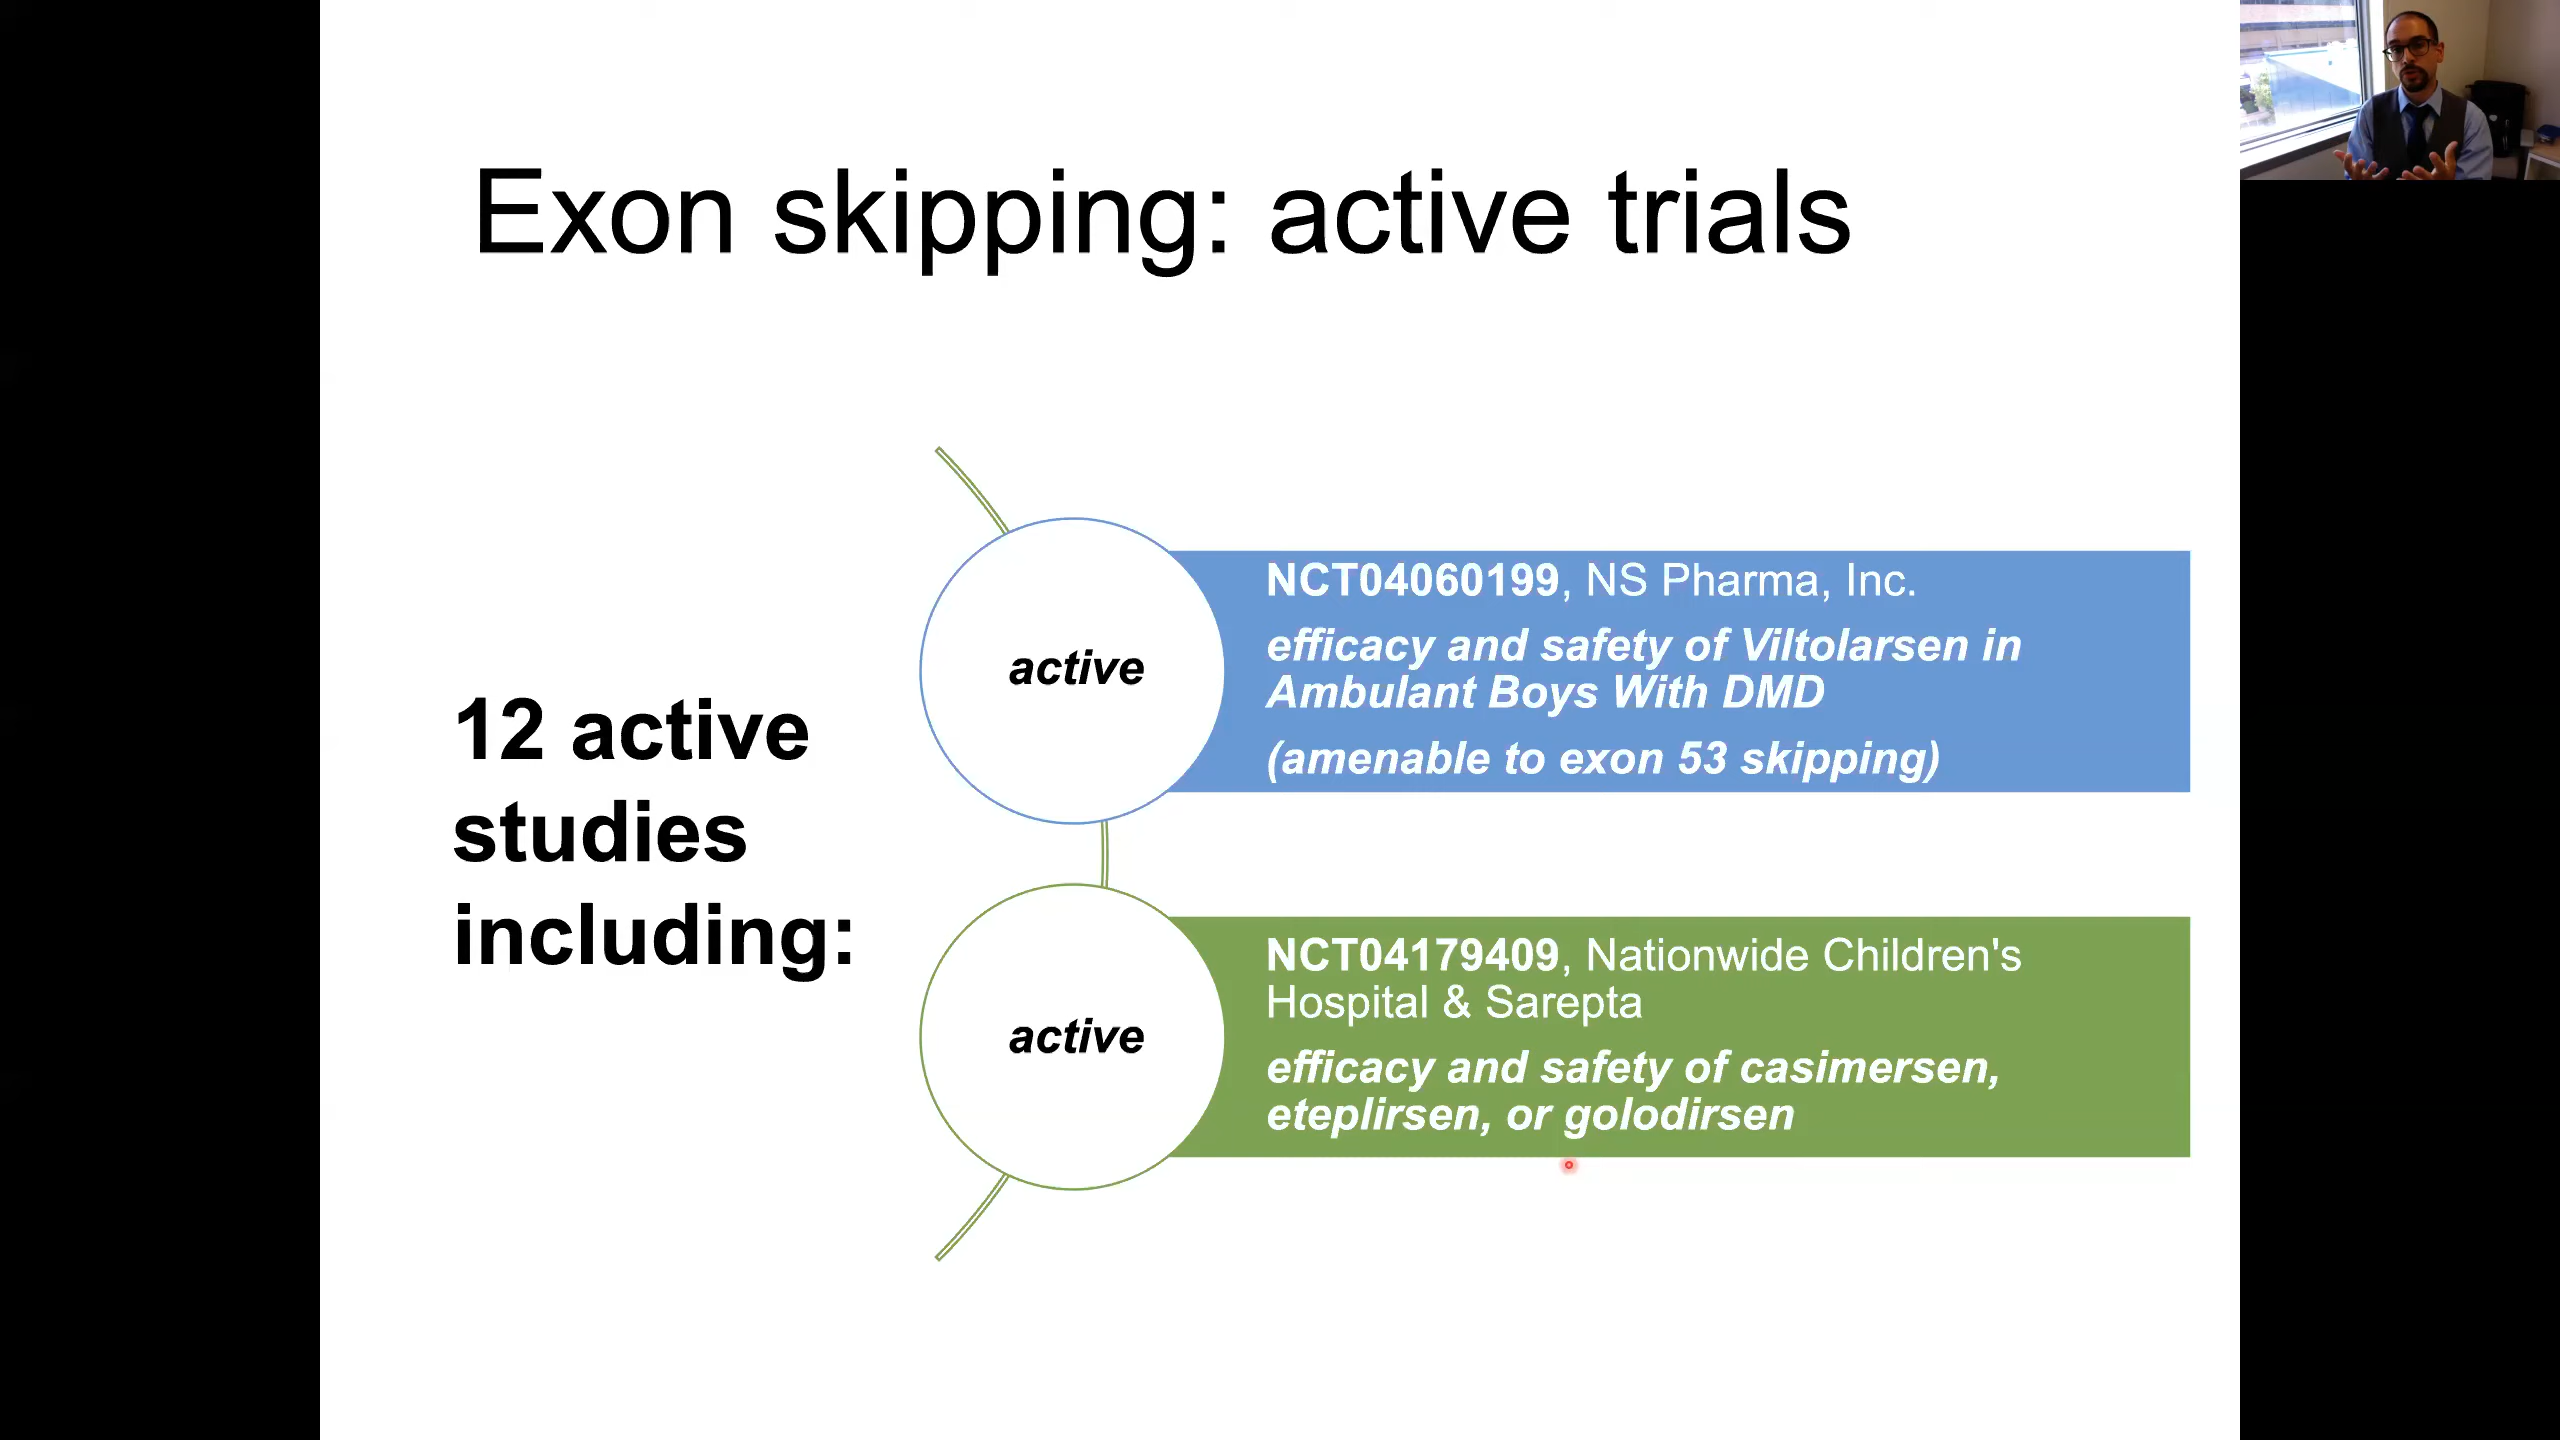 Exon skipping: active trials
12 active
studies
including:
active
NCT04060199, NS Pharma, Inc.
efficacy and safety of Viltolarsen in
Ambulant Boys With DMD
(amenable to exon 53 skipping)
active
NCT04179409, Nationwide Children's
Hospital & Sarepta
efficacy and safety of casimersen,
eteplirsen, or golodirsen